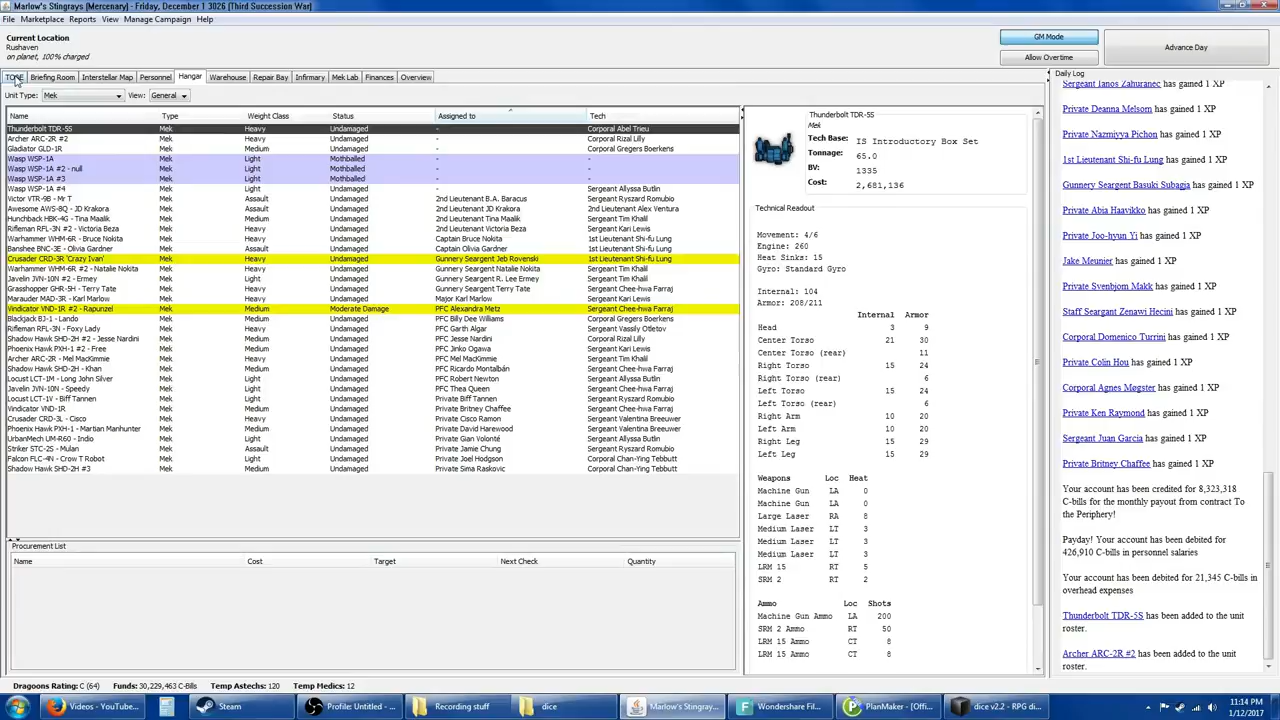 Marlow's Stingrays [Mercenary] - Friday, December 1 3026 (Third Succession War)
File Marketplace Reports View Manage Campaign Help
Current Location
Rushaven
on planet, 100% charged
GM Mode
Allow Overtime
Advance Day
Briefing Room Interstellar Map Personnel Hangar Warehouse Repair Bay Infirmary Mek Lab Finances Overview
Unit Type: Mek View: General
Name Type Weight Class Status Assigned to Tech
Thunderbolt TDR-5S Mek Heavy Undamaged - Corporal Abel Trieu
Archer ARC-2R #2 Mek Heavy Undamaged - Corporal Rizal Lilly
Gladiator GLD-1R Mek Heavy Undamaged - Corporal Gregers Boerkens
Wasp WSP-1A Mek Light Mothballed - -
Wasp WSP-1A #2 - null Mek Light Mothballed - -
Wasp WSP-1A #3 Mek Light Mothballed - -
Wasp WSP-1A #4 Mek Light Undamaged - Sergeant Allyssa Butlin
Victor VTR-9B - Mr T Mek Assault Undamaged 2nd Lieutenant B.A. Baracus Sergeant Ryszard Romubio
Awesome AWS-8Q - JD Krakora Mek Assault Undamaged 2nd Lieutenant JD Krakora 2nd Lieutenant Alex Ventura
Hunchback HBK-4G - Tina Maalik Mek Medium Undamaged 2nd Lieutenant Tina Maalik Sergeant Tim Khalil
Rifleman RFL-3N #2 - Victoria Beza Mek Heavy Undamaged 2nd Lieutenant Victoria Beza Sergeant Kari Lewis
Warhammer WHM-6R - Bruce Nokita Mek Heavy Undamaged Captain Bruce Nokita 1st Lieutenant Shi-fu Lung
Banshee BNC-3E - Olivia Gardner Mek Assault Undamaged Captain Olivia Gardner 1st Lieutenant Shi-fu Lung
Crusader CRD-3R 'Crazy Ivan' Mek Heavy Undamaged Gunnery Seargent Jeb Rovenski 1st Lieutenant Shi-fu Lung
Warhammer WHM-6R #2 - Natalie Nokita Mek Heavy Undamaged Gunnery Seargent Natalie Nokita Sergeant Tim Khalil
Javelin JVN-10N #2 - Ermey Mek Light Undamaged Gunnery Seargent R. Lee Ermey Sergeant Tim Khalil
Grasshopper GHR-5H - Terry Tate Mek Heavy Undamaged Gunnery Seargent Terry Tate Sergeant Chee-hwa Farraj
Marauder MAD-3R - Karl Marlow Mek Heavy Undamaged Major Karl Marlow Sergeant Kari Lewis
Vindicator VND-1R #2 - Rapunzel Mek Medium Moderate Damage PFC Alexandra Metz Sergeant Chee-hwa Farraj
Blackjack BJ-1 - Lando Mek Medium Undamaged PFC Billy Dee Williams Corporal Gregers Boerkens
Rifleman RFL-3N - Foxy Lady Mek Heavy Undamaged PFC Garth Algar Sergeant Vassily Otletov
Shadow Hawk SHD-2H #2 - Jesse Nardini Mek Medium Undamaged PFC Jesse Nardini Corporal Rizal Lilly
Phoenix Hawk PXH-1 #2 - Free Mek Medium Undamaged PFC Jinko Ogawa Sergeant Kari Lewis
Archer ARC-2R - Mel MacKimmie Mek Heavy Undamaged PFC Mel MacKimmie Sergeant Tim Khalil
Shadow Hawk SHD-2H - Khan Mek Medium Undamaged PFC Ricardo Montalbán Sergeant Tim Khalil
Locust LCT-1M - Long John Silver Mek Light Undamaged PFC Robert Newton Sergeant Allyssa Butlin
Javelin JVN-10N - Speedy Mek Light Undamaged PFC Thea Queen Sergeant Chee-hwa Farraj
Locust LCT-1V - Biff Tannen Mek Light Undamaged Private Biff Tannen Sergeant Ryszard Romubio
Vindicator VND-1R Mek Medium Undamaged Private Britney Chaffee Sergeant Chee-hwa Farraj
Crusader CRD-3L - Cisco Mek Heavy Undamaged Private Cisco Ramon Sergeant Valentina Breeuwer
Phoenix Hawk PXH-1 - Martian Manhunter Mek Medium Undamaged Private David Harewood Sergeant Valentina Breeuwer
UrbanMech UM-R60 - Indio Mek Light Undamaged Private Gian Volonté Sergeant Allyssa Butlin
Striker STC-2S - Mulan Mek Assault Undamaged Private Jamie Chung Sergeant Ryszard Romubio
Falcon FLC-4N - Crow T Robot Mek Light Undamaged Private Joel Hodgson Corporal Chan-Ying Tebbutt
Shadow Hawk SHD-2H #3 Mek Medium Undamaged Private Sima Raskovic Corporal Chan-Ying Tebbutt
Procurement List
Name Cost Target Next Check Quantity
Thunderbolt TDR-5S
Mek
Tech Base: IS Introductory Box Set
Tonnage: 65.0
BV: 1335
Cost: 2,681,136
Technical Readout
Movement: 4/6
Engine: 260
Heat Sinks: 15
Gyro: Standard Gyro
Internal: 104
Armor: 208/211
Internal Armor
Head 3 9
Center Torso 21 30
Center Torso (rear) 11
Right Torso 15 24
Right Torso (rear) 6
Left Torso 15 24
Left Torso (rear) 6
Right Arm 10 20
Left Arm 10 20
Right Leg 15 29
Left Leg 15 29
Weapons Loc Heat
Machine Gun LA 0
Machine Gun LA 0
Large Laser RA 8
Medium Laser LT 3
Medium Laser LT 3
Medium Laser LT 3
LRM 15 RT 5
SRM 2 RT 2
Ammo Loc Shots
Machine Gun Ammo LA 200
SRM 2 Ammo RT 50
LRM 15 Ammo CT 8
LRM 15 Ammo CT 8
Daily Log
Sergeant Ianos Zahuranec has gained 1 XP
Private Deanna Melsom has gained 1 XP
Private Nazmiyya Pichon has gained 1 XP
1st Lieutenant Shi-fu Lung has gained 1 XP
Gunnery Seargent Basuki Subagja has gained 1 XP
Private Abia Haavikko has gained 1 XP
Private Joo-hyun Yi has gained 1 XP
Jake Meunier has gained 1 XP
Private Svenbjorn Makk has gained 1 XP
Staff Seargent Zenawi Hecini has gained 1 XP
Corporal Domenico Turrini has gained 1 XP
Private Colin Hou has gained 1 XP
Corporal Agnes Møgster has gained 1 XP
Private Ken Raymond has gained 1 XP
Sergeant Juan Garcia has gained 1 XP
Private Britney Chaffee has gained 1 XP
Your account has been credited for 8,323,318
C-bills for the monthly payout from contract To
the Periphery!
Payday! Your account has been debited for
426,910 C-bills in personnel salaries
Your account has been debited for 21,345 C-bills in
overhead expenses
Thunderbolt TDR-5S has been added to the unit
roster.
Archer ARC-2R #2 has been added to the unit
roster.
Dragoons Rating: C (64) Funds: 30,229,463 C-Bills Temp Astechs: 120 Temp Medics: 12
Videos - YouTube... Steam Profile: Untitled - ... Recording stuff dice Marlow's Stingray... Wondershare Fil... PlanMaker - [Offi... dice v2.2 - RPG di...
11:14 PM
1/12/2017